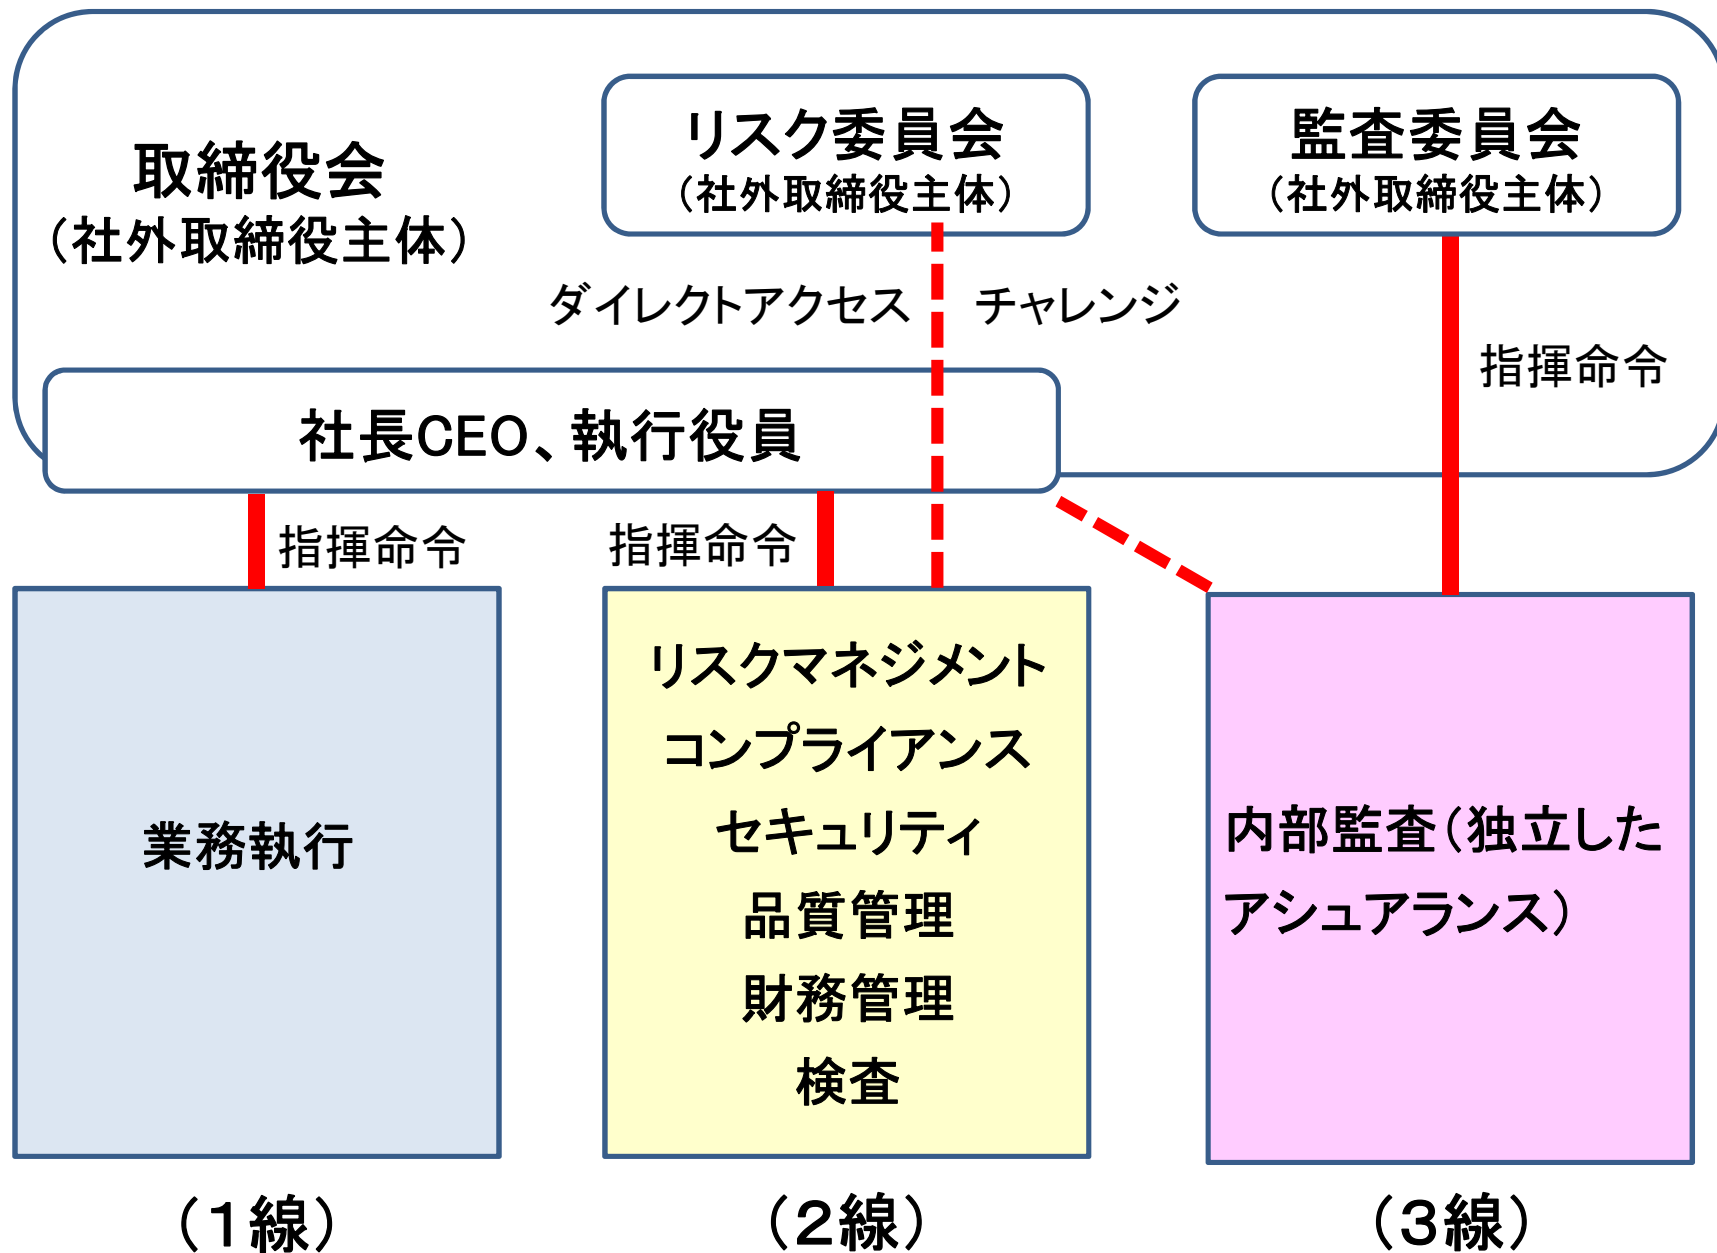 取締役会
（社外取締役主体）
リスク委員会
（社外取締役主体）
監査委員会
（社外取締役主体）
ダイレクトアクセス
チャレンジ
指揮命令
社長CEO、執行役員
指揮命令
指揮命令
業務執行
リスクマネジメント
コンプライアンス
セキュリティ
品質管理
財務管理
検査
内部監査（独立した
アシュアランス）
（１線）
（２線）
（３線）